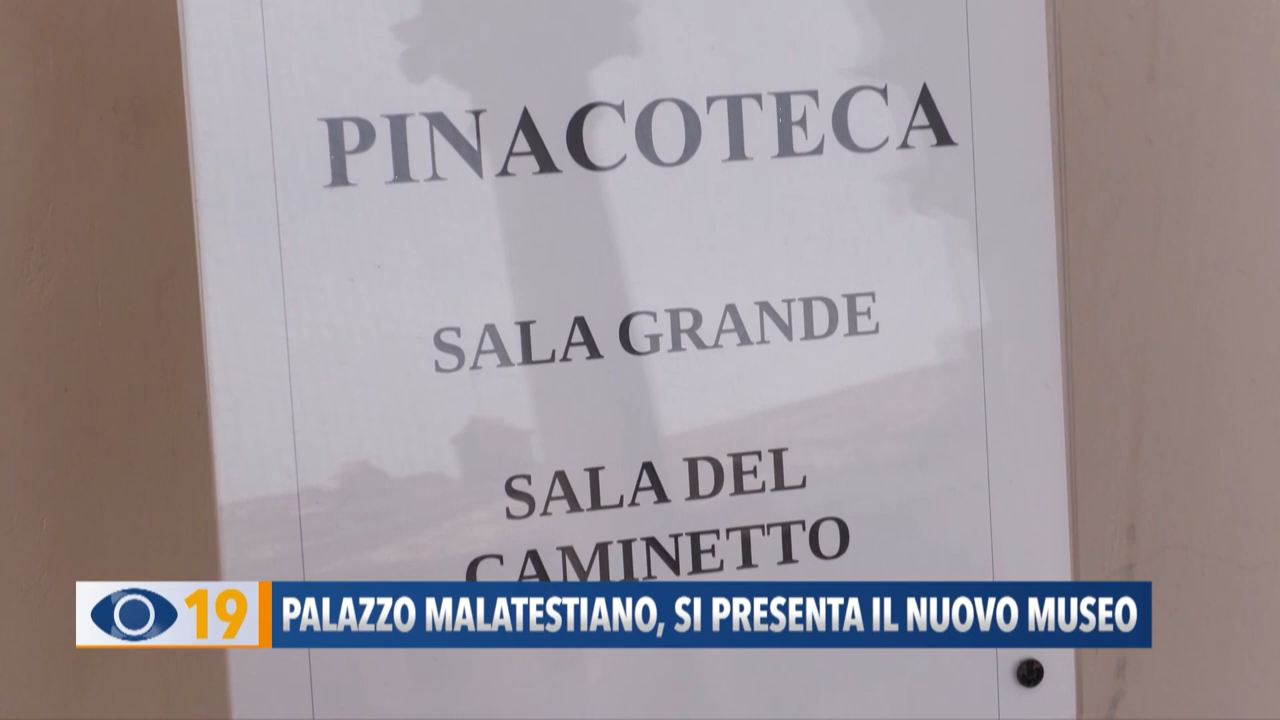 PINACOTECA
SALA GRANDE
SALA DEL
CAMINETTO
19
PALAZZO MALATESTIANO, SI PRESENTA IL NUOVO MUSEO